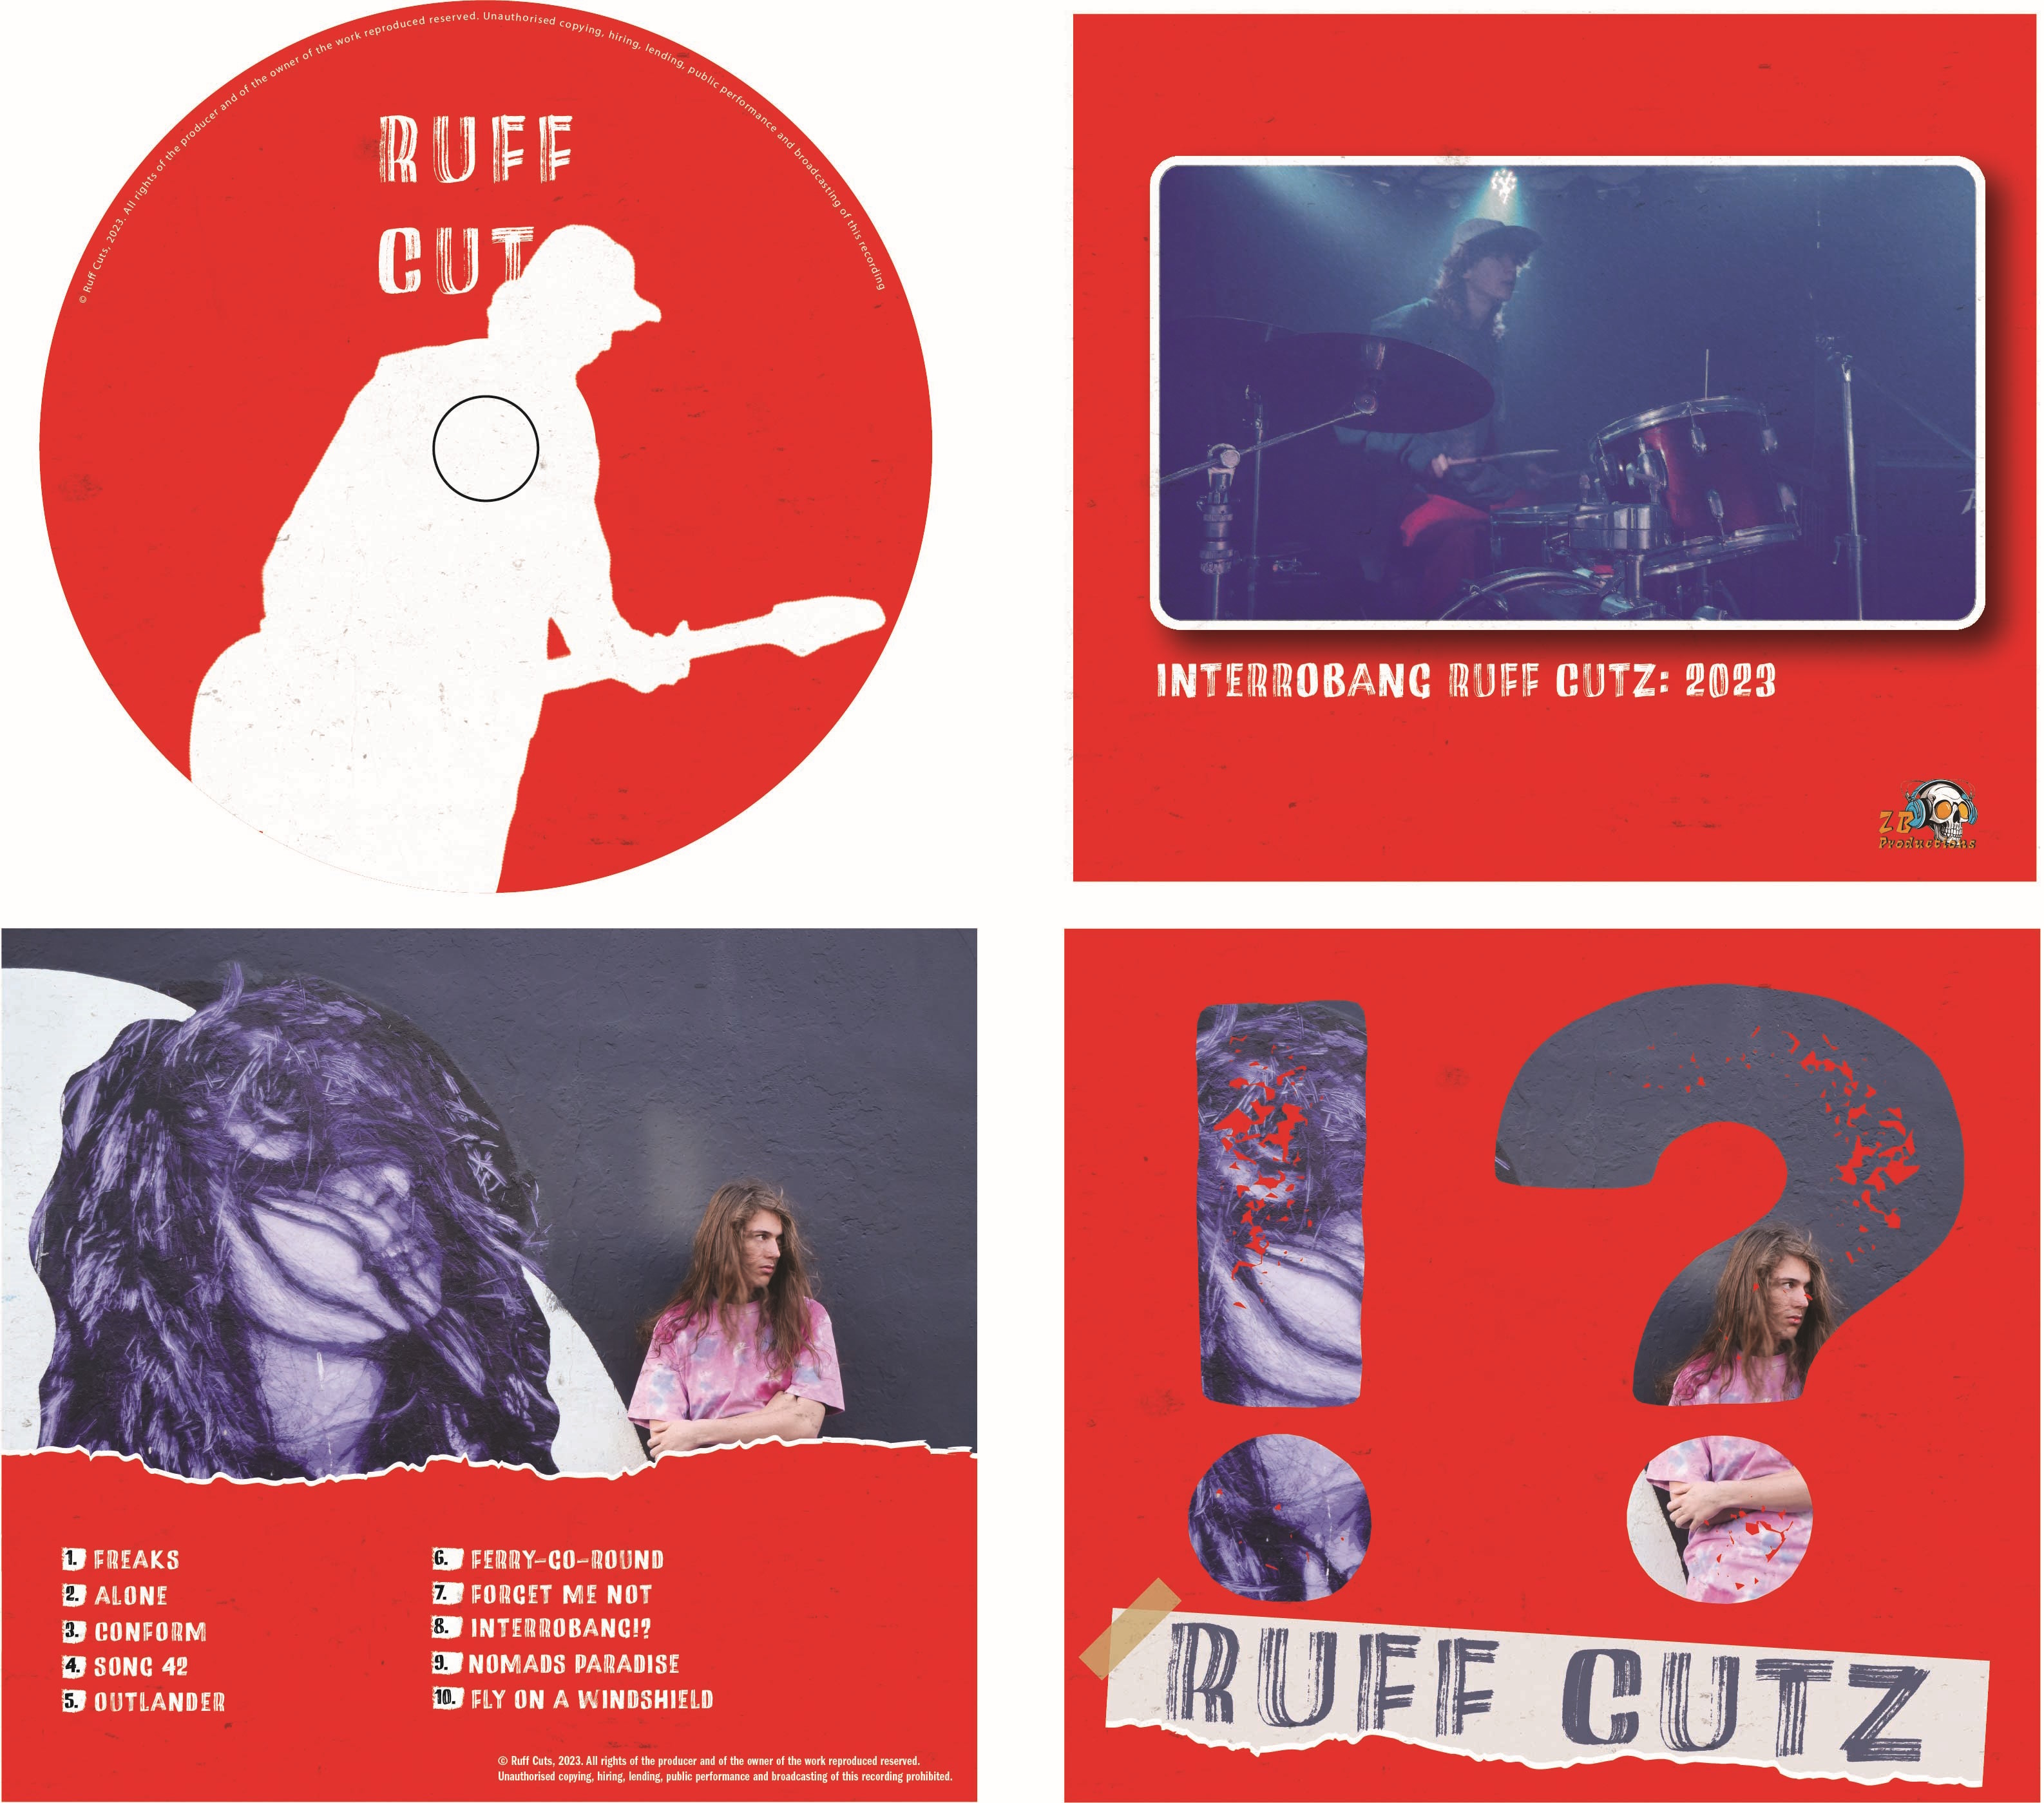 © Ruff Cuts, 2023. All rights of the producer and of the owner of the work reproduced reserved. Unauthorised copying, hiring, lending, public performance and broadcasting of this recording
RUFF
CUT
INTERROBANG RUFF CUTZ: 2023
ZB
Productions
1. FREAKS
2. ALONE
3. CONFORM
4. SONG 42
5. OUTLANDER
6. FERRY-GO-ROUND
7. FORGET ME NOT
8. INTERROBANG!?
9. NOMADS PARADISE
10. FLY ON A WINDSHIELD
© Ruff Cuts, 2023. All rights of the producer and of the owner of the work reproduced reserved.
Unauthorised copying, hiring, lending, public performance and broadcasting of this recording prohibited.
!?
RUFF CUTZ